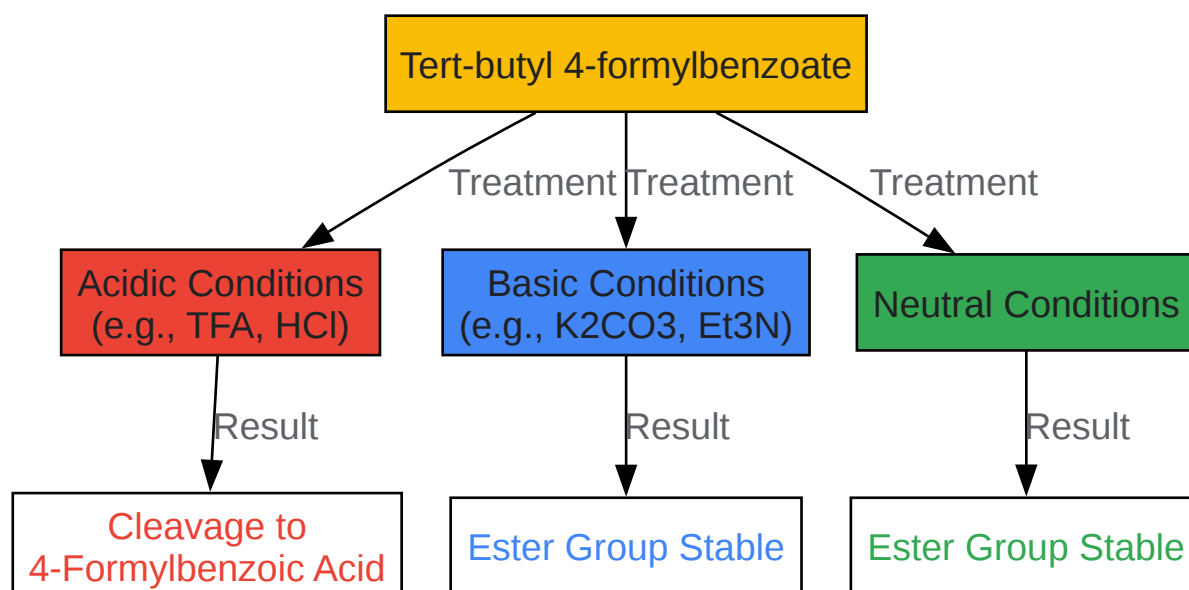 Tert-butyl 4-formylbenzoate
Treatment
Treatment
Treatment
Acidic Conditions
(e.g., TFA, HCl)
Basic Conditions
(e.g., K2CO3, Et3N)
Neutral Conditions
Result
Result
Result
Cleavage to
4-Formylbenzoic Acid
Ester Group Stable
Ester Group Stable